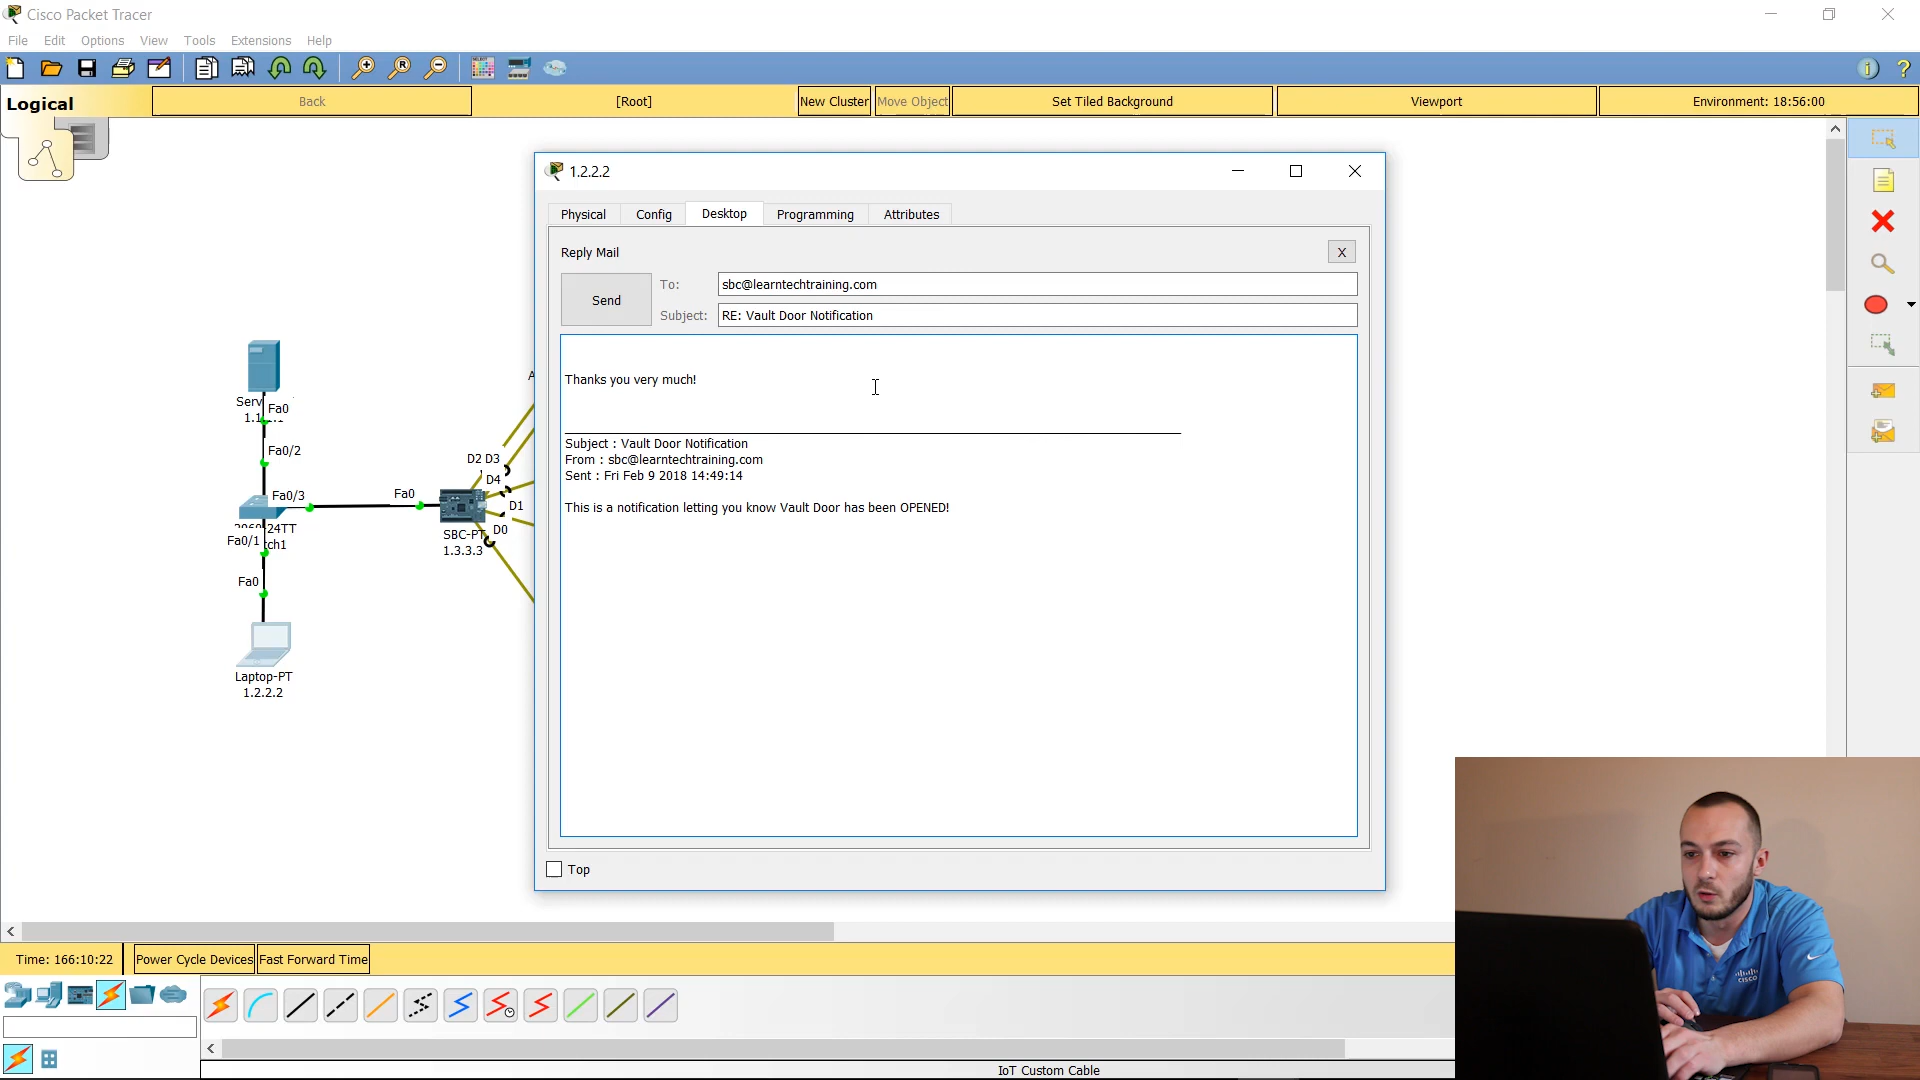 Cisco Packet Tracer
File Edit Options View Tools Extensions Help
Logical
Back
[Root]
New Cluster
Move Object
Set Tiled Background
Viewport
Environment: 18:56:00
1.2.2.2
Physical
Config
Desktop
Programming
Attributes
Reply Mail
X
Send
To:
sbc@learntechtraining.com
Subject:
RE: Vault Door Notification
Thanks you very much!
Subject : Vault Door Notification
From : sbc@learntechtraining.com
Sent : Fri Feb 9 2018 14:49:14
This is a notification letting you know Vault Door has been OPENED!
Top
Serv
Fa0
Fa0/2
Fa0/3
24TT
Fa0/1
Fa0
Laptop-PT
1.2.2.2
Fa0
D2 D3
D4
D1
D0
SBC-PT
1.3.3.3
Time: 166:10:22
Power Cycle Devices
Fast Forward Time
IoT Custom Cable
CISCO